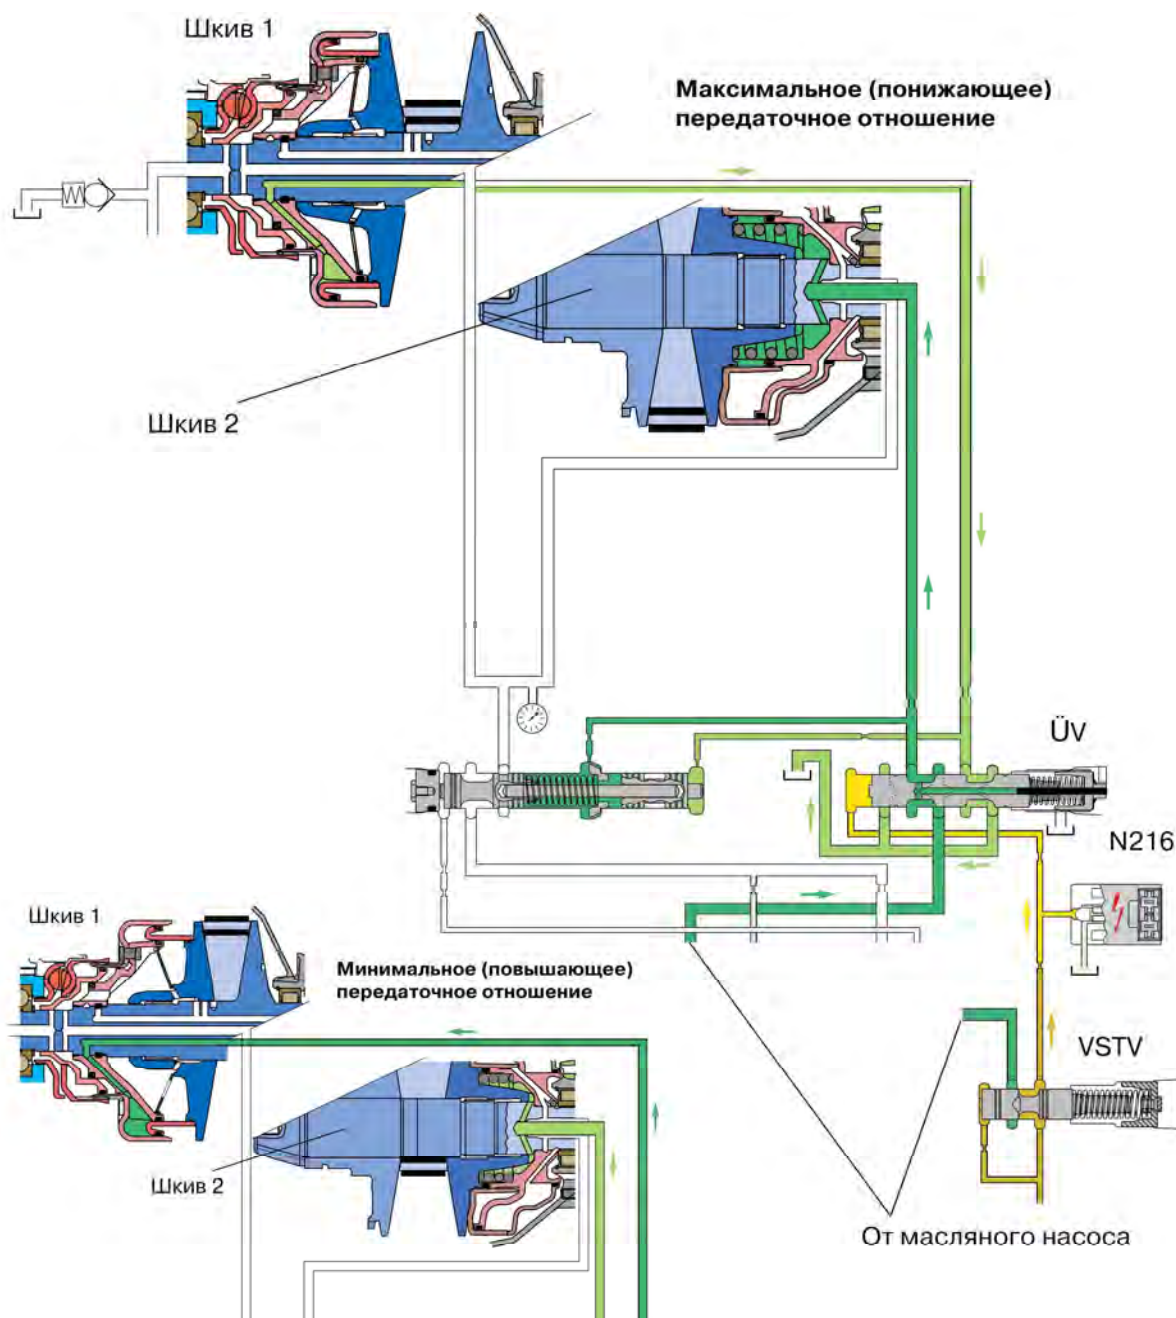 Шкив 1
Максимальное (понижающее)
передаточное отношение
Шкив 2
ÜV
N216
Шкив 1
Минимальное (повышающее)
передаточное отношение
VSTV
Шкив 2
От масляного насоса